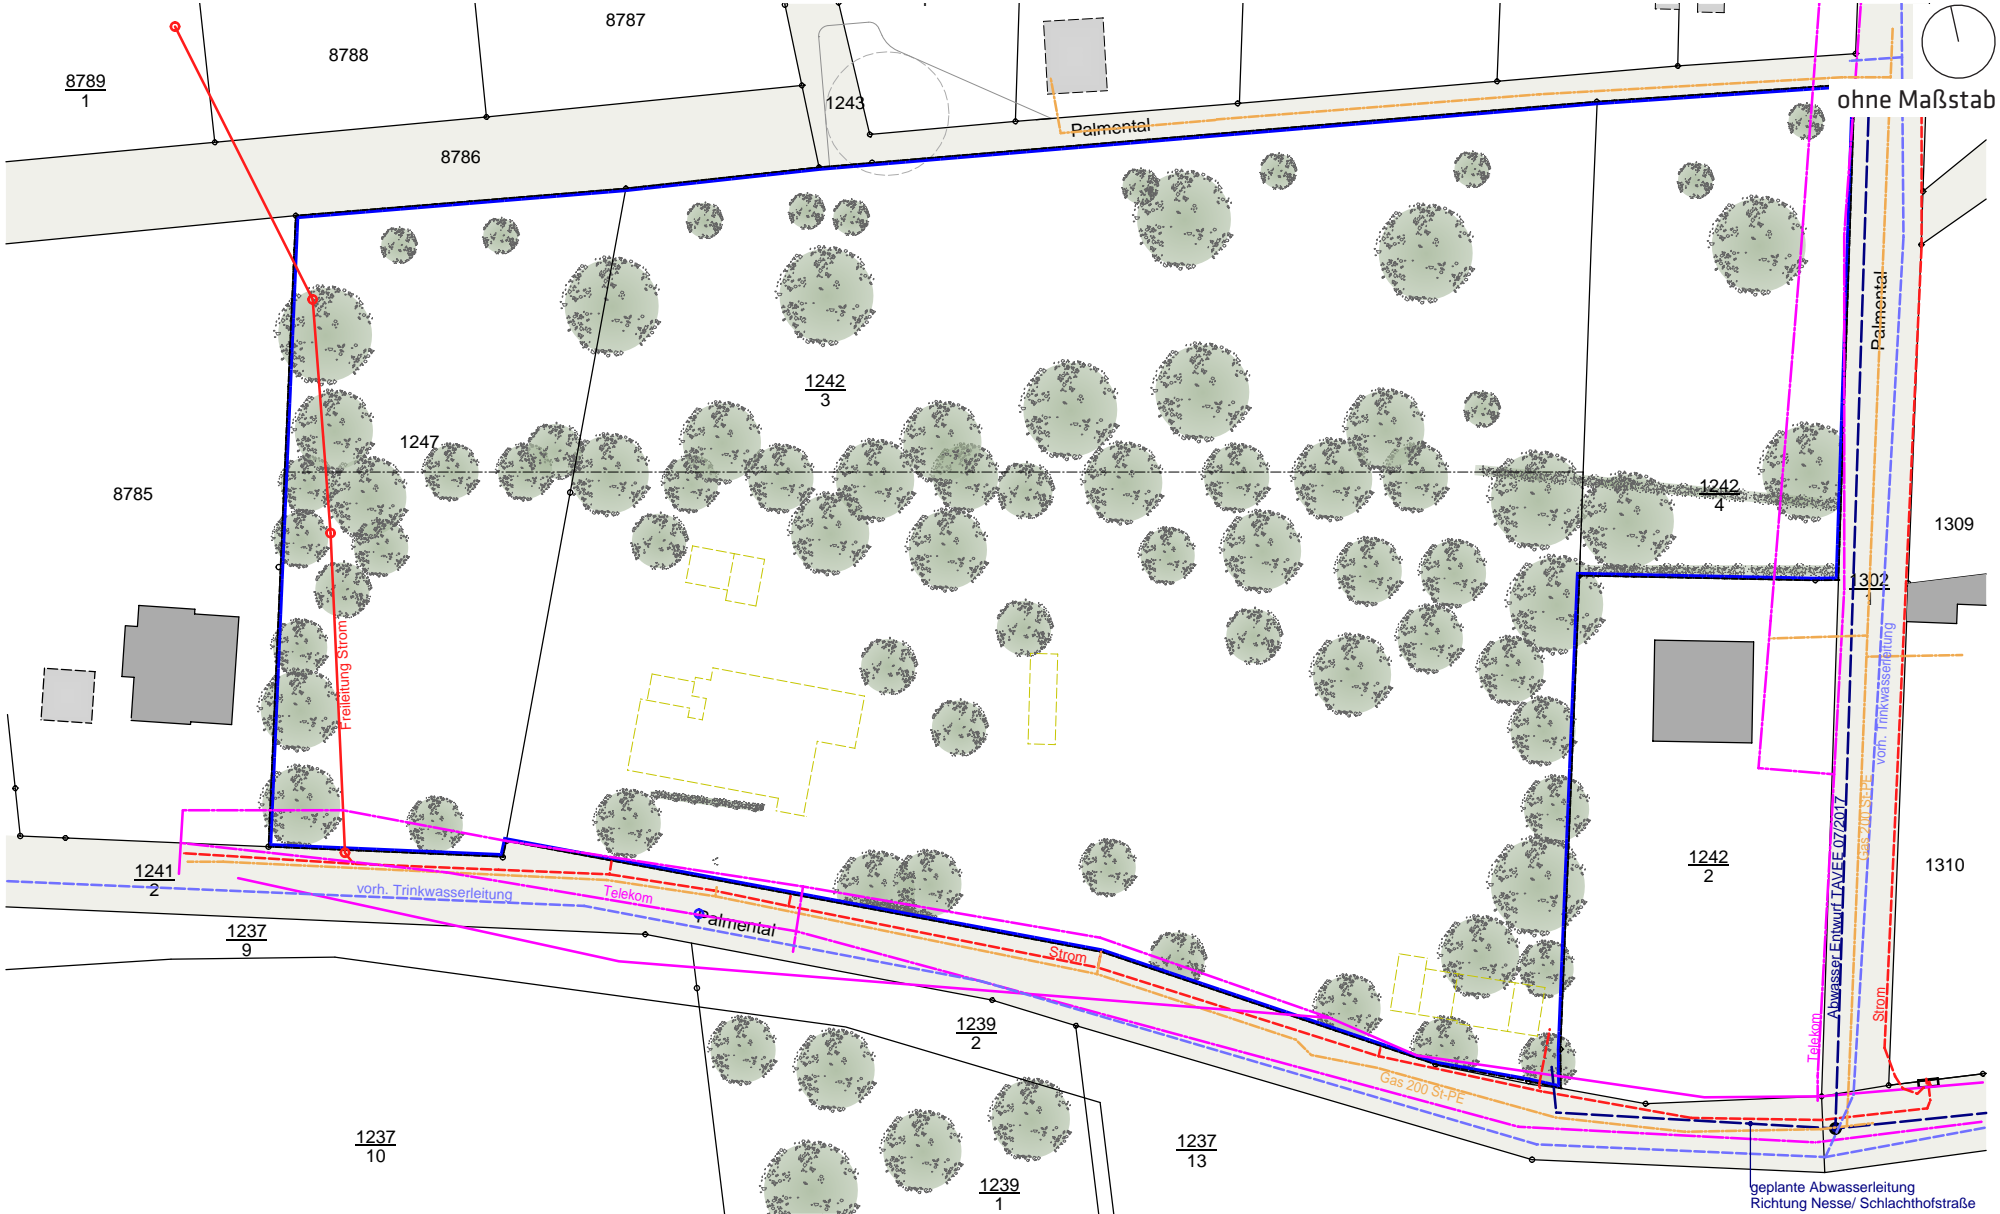 8787
8788
8789
1
1243
ohne Maßstab
Palmental
8786
Palmental
1242
3
1247
8785
1242
4
1309
1302
1
Freileitung Strom
vorh. Trinkwasserleitung
Gas 200 St-PE
Abwasser Entwurf TAVEE 07/2017
1242
2
1310
1241
2
vorh. Trinkwasserleitung
Telekom
Palmental
1237
9
Strom
Strom
Telekom
1239
2
Gas 200 St-PE
1237
10
1237
13
1239
1
geplante Abwasserleitung
Richtung Nesse/ Schlachthofstraße